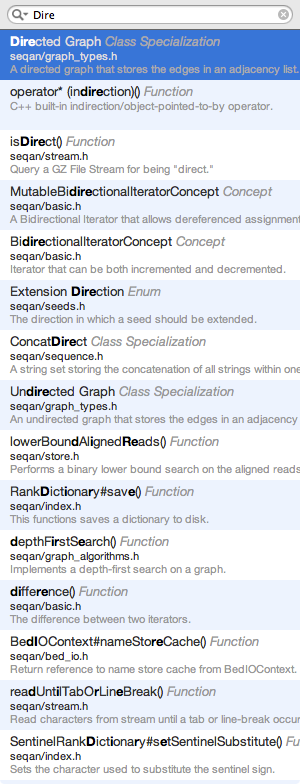 Dire
Directed Graph Class Specialization
seqan/graph_types.h
A directed graph that stores the edges in an adjacency list.
operator* (indirection)() Function
C++ built-in indirection/object-pointed-to-by operator.
isDirect() Function
seqan/stream.h
Query a GZ File Stream for being "direct."
MutableBidirectionalIteratorConcept Concept
seqan/basic.h
A Bidirectional Iterator that allows dereferenced assignment
BidirectionalIteratorConcept Concept
seqan/basic.h
Iterator that can be both incremented and decremented.
Extension Direction Enum
seqan/seeds.h
The direction in which a seed should be extended.
ConcatDirect Class Specialization
seqan/sequence.h
A string set storing the concatenation of all strings within one
Undirected Graph Class Specialization
seqan/graph_types.h
An undirected graph that stores the edges in an adjacency
lowerBoundAlignedReads() Function
seqan/store.h
Performs a binary lower bound search on the aligned reads
RankDictionary#save() Function
seqan/index.h
This functions saves a dictionary to disk.
depthFirstSearch() Function
seqan/graph_algorithms.h
Implements a depth-first search on a graph.
difference() Function
seqan/basic.h
The difference between two iterators.
BedIOContext#nameStoreCache() Function
seqan/bed_io.h
Return reference to name store cache from BedIOContext.
readUntilTabOrLineBreak() Function
seqan/stream.h
Read characters from stream until a tab or line-break occur
SentinelRankDictionary#setSentinelSubstitute() Function
seqan/index.h
Sets the character used to substitute the sentinel sign.